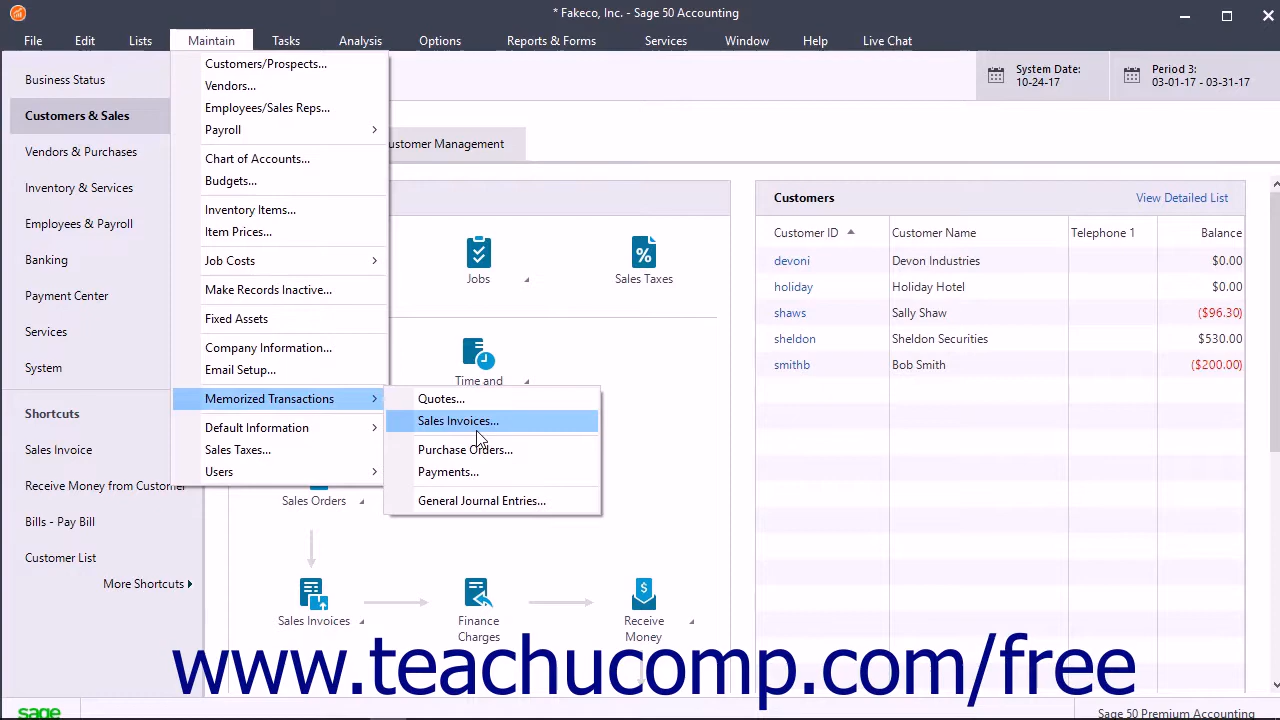 * Fakeco, Inc. - Sage 50 Accounting
File Edit Lists Maintain Tasks Analysis Options Reports & Forms Services Window Help Live Chat
System Date:
10-24-17
Period 3:
03-01-17 - 03-31-17
Business Status
Customers & Sales
Vendors & Purchases
Inventory & Services
Employees & Payroll
Banking
Payment Center
Services
System
Shortcuts
Sales Invoice
Receive Money from Customer
Bills - Pay Bill
Customer List
More Shortcuts
Customers/Prospects...
Vendors...
Employees/Sales Reps...
Payroll
Chart of Accounts...
Budgets...
Inventory Items...
Item Prices...
Job Costs
Make Records Inactive...
Fixed Assets
Company Information...
Email Setup...
Memorized Transactions
Default Information
Sales Taxes...
Users
Quotes...
Sales Invoices...
Purchase Orders...
Payments...
General Journal Entries...
ustomer Management
Jobs
Sales Taxes
Time and
Sales Orders
Sales Invoices
Finance
Charges
Receive
Money
Customers View Detailed List
Customer ID Customer Name Telephone 1 Balance
devoni Devon Industries $0.00
holiday Holiday Hotel $0.00
shaws Sally Shaw ($96.30)
sheldon Sheldon Securities $530.00
smithb Bob Smith ($200.00)
www.teachucomp.com/free
sage
Sage 50 Premium Accounting